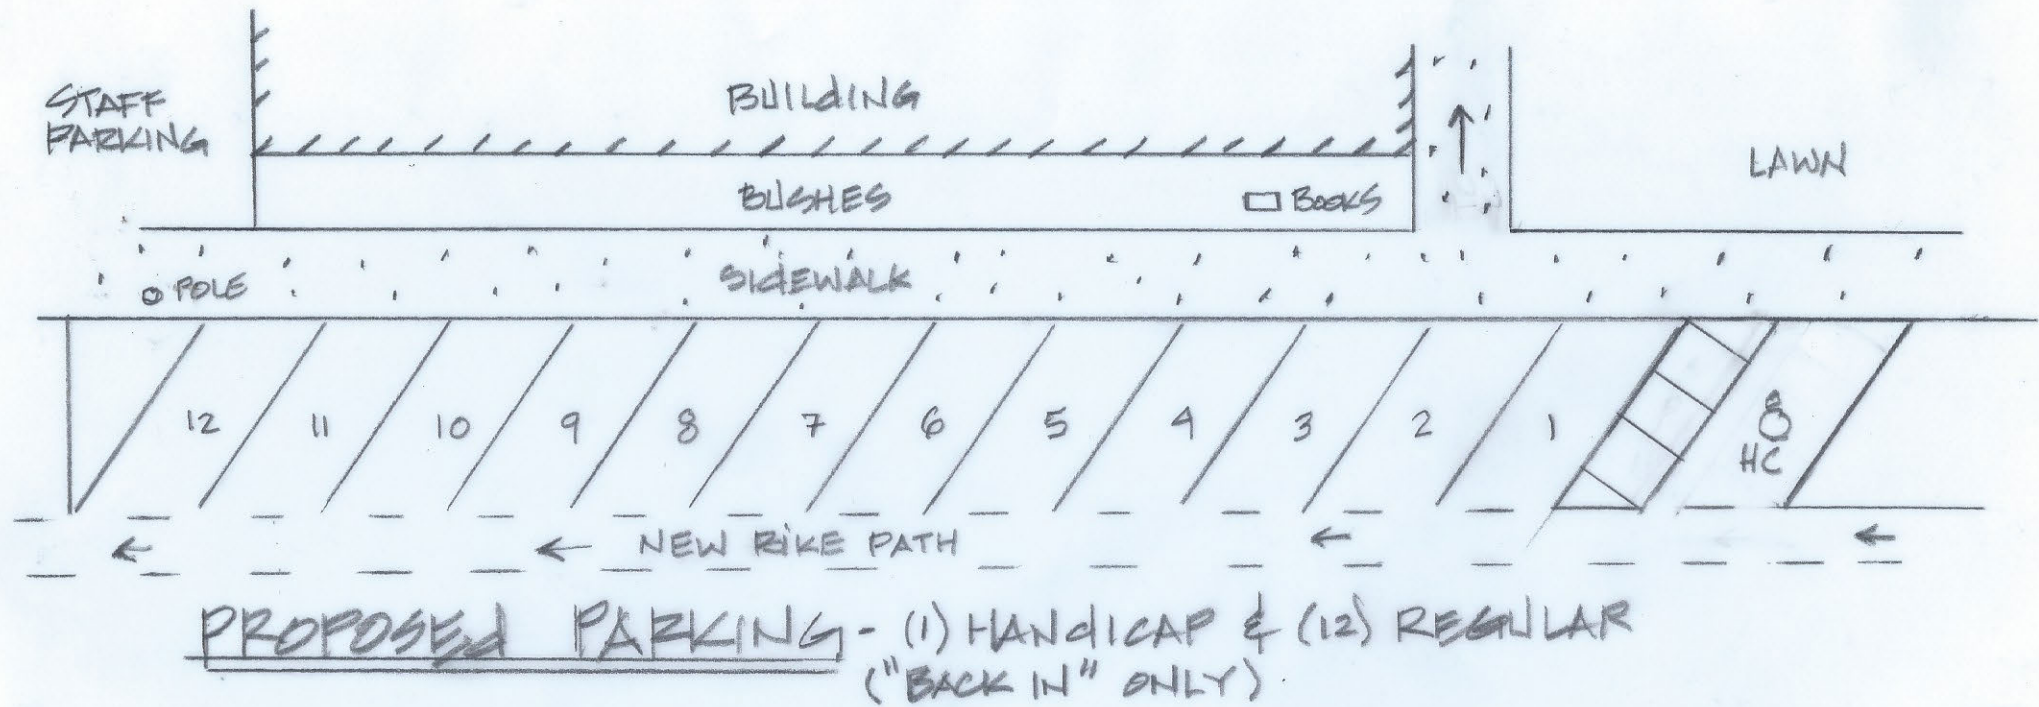 STAFF
PARKING
BUILdING
LAWN
BUSHES
BOOKS
POLE
SIdEWALK
12 11 10 9 8 7 6 5 4 3 2 1
HC
NEW BIKE PATH
PROPOSEd PARKING - (1) HANdICAP & (12) REGULAR
("BACK IN" ONLY)